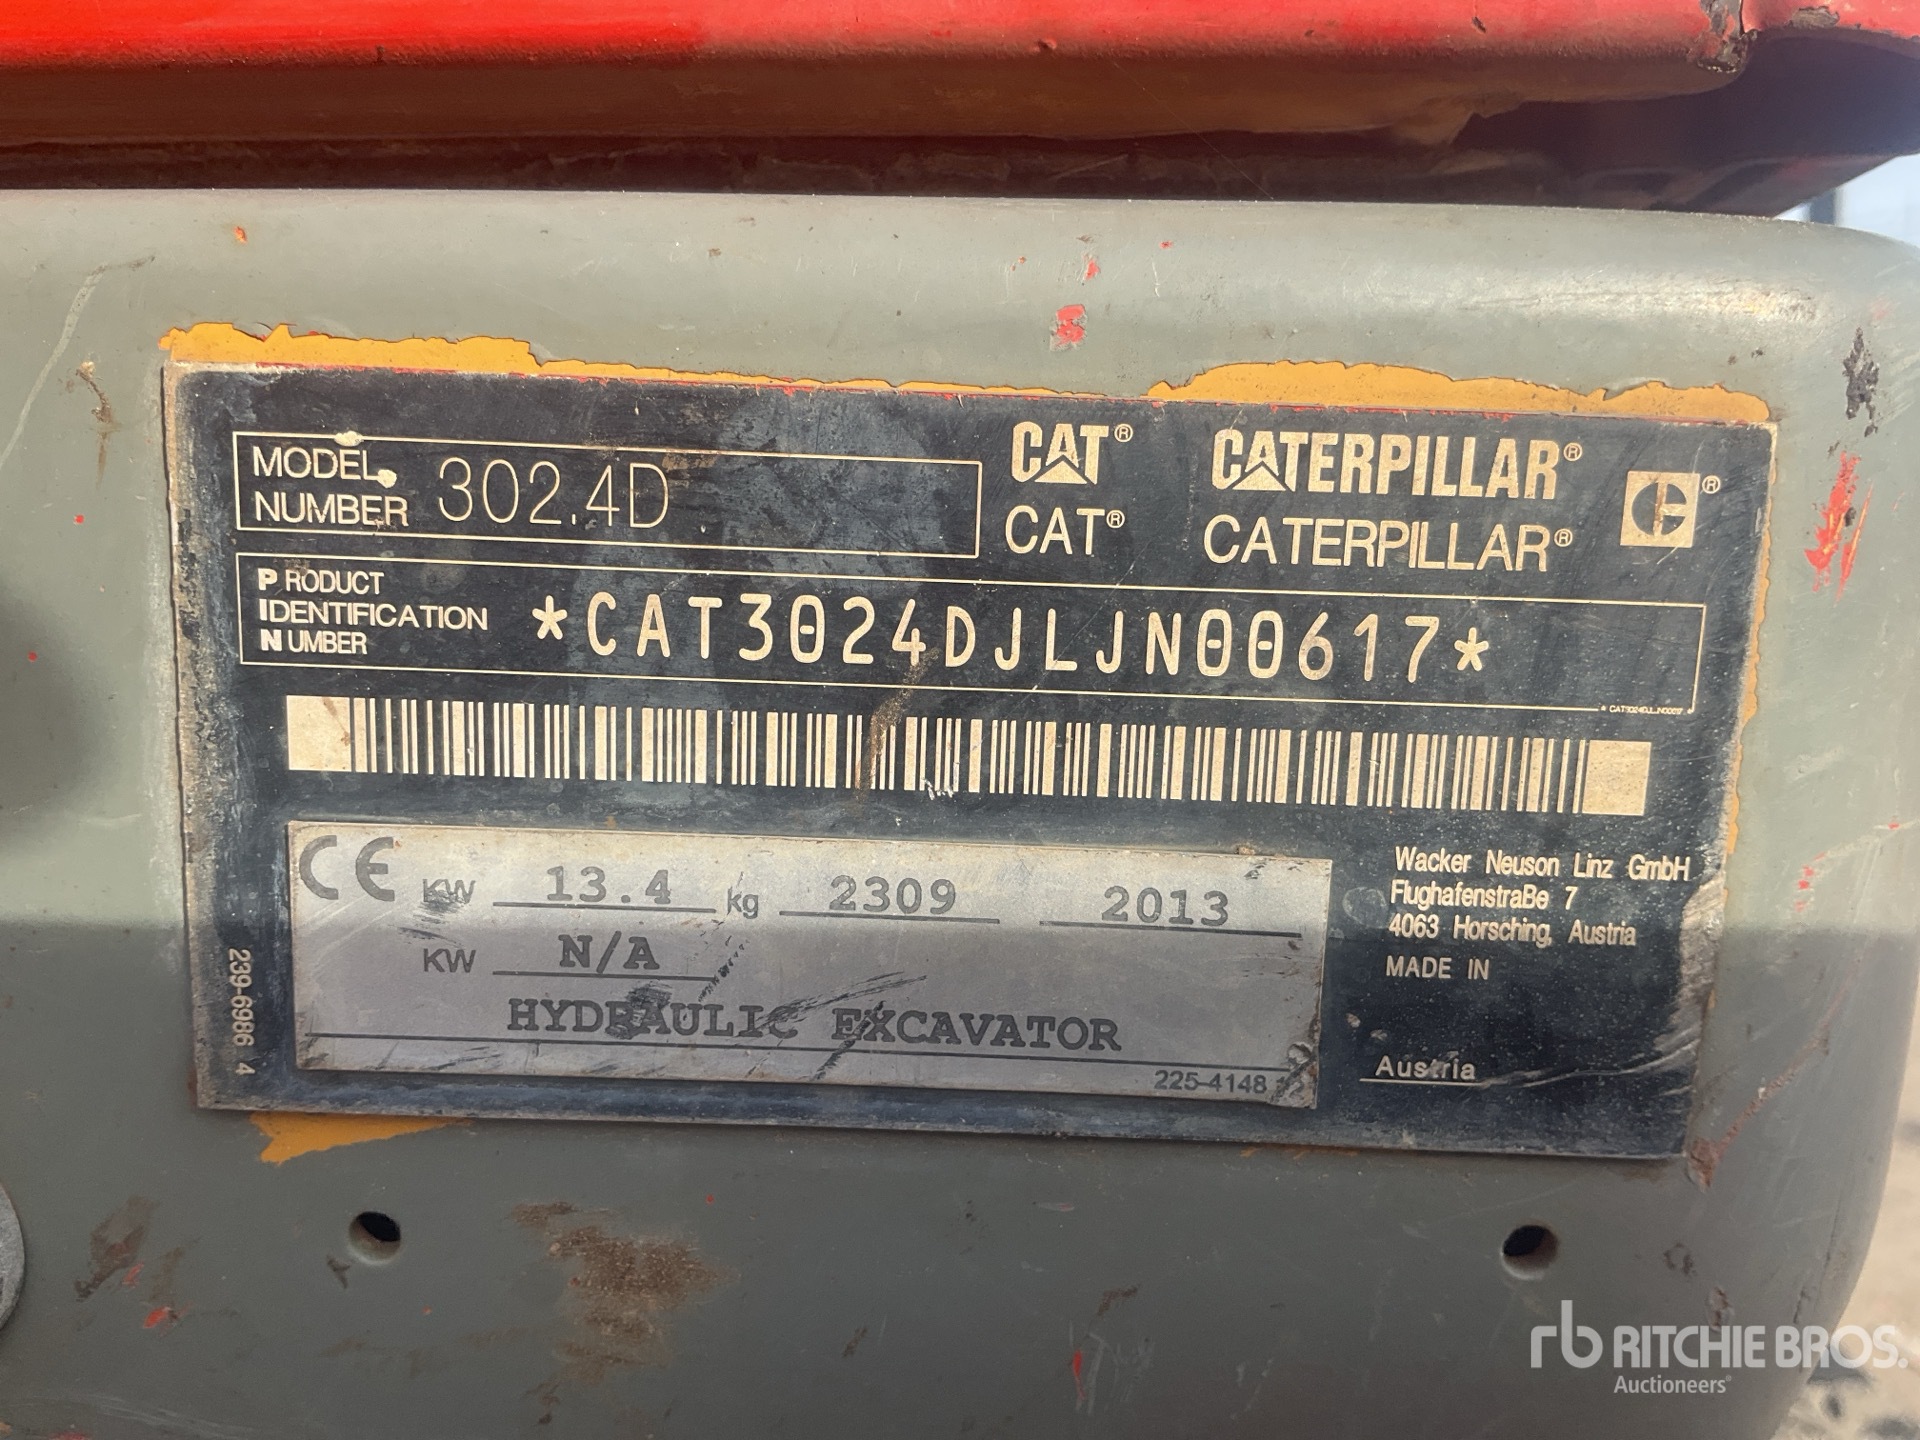 MODEL NUMBER 302.4D
CAT® CATERPILLAR® C®
CAT® CATERPILLAR®
PRODUCT
IDENTIFICATION
NUMBER
*CAT3024DJLJN00617*
* CAT3024DJLJN00617 *
CE KW 13.4 kg 2309 2013
KW N/A
HYDRAULIC EXCAVATOR
225-4148
Wacker Neuson Linz GmbH
FlughafenstraBe 7
4063 Horsching, Austria
MADE IN
Austria
239-6986 4
rb RITCHIE BROS.
Auctioneers®